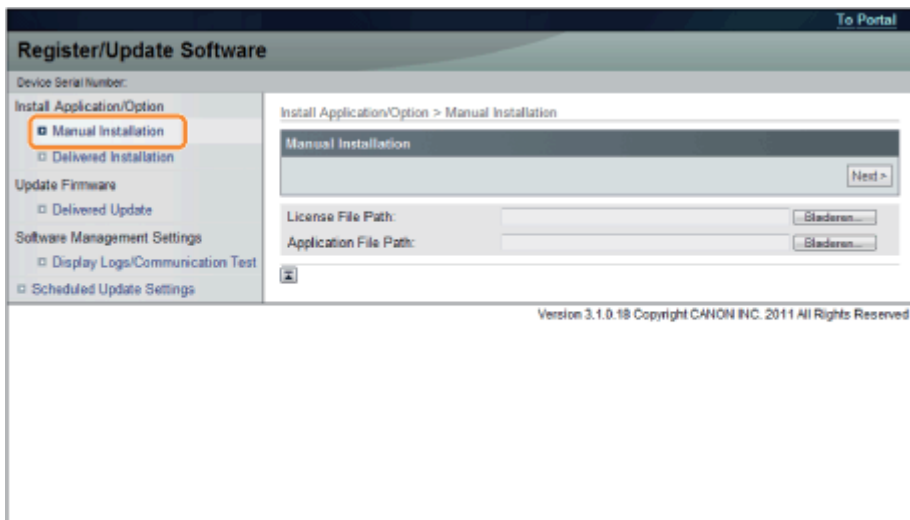 To Portal
Register/Update Software
Device Serial Number:
Install Application/Option
Manual Installation
Delivered Installation
Update Firmware
Delivered Update
Software Management Settings
Display Logs/Communication Test
Scheduled Update Settings
Install Application/Option > Manual Installation
Manual Installation
Next >
License File Path:
Bladeren...
Application File Path:
Bladeren...
Version 3.1.0.18 Copyright CANON INC. 2011 All Rights Reserved